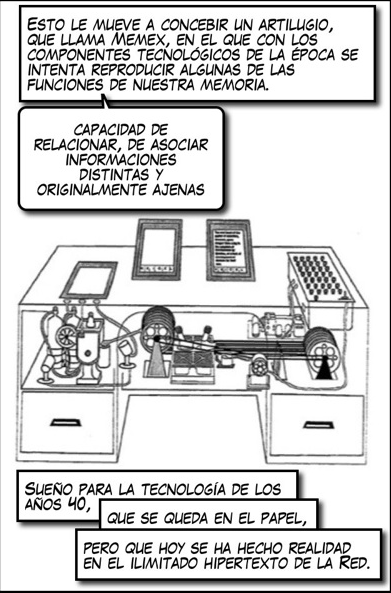 Esto le mueve a concebir un artilugio,
que llama Memex, en el que con los
componentes tecnológicos de la época se
intenta reproducir algunas de las
funciones de nuestra memoria.
capacidad de
relacionar, de asociar
informaciones
distintas y
originalmente ajenas
Sueño para la tecnología de los
años 40,
que se queda en el papel,
pero que hoy se ha hecho realidad
en el ilimitado hipertexto de la Red.